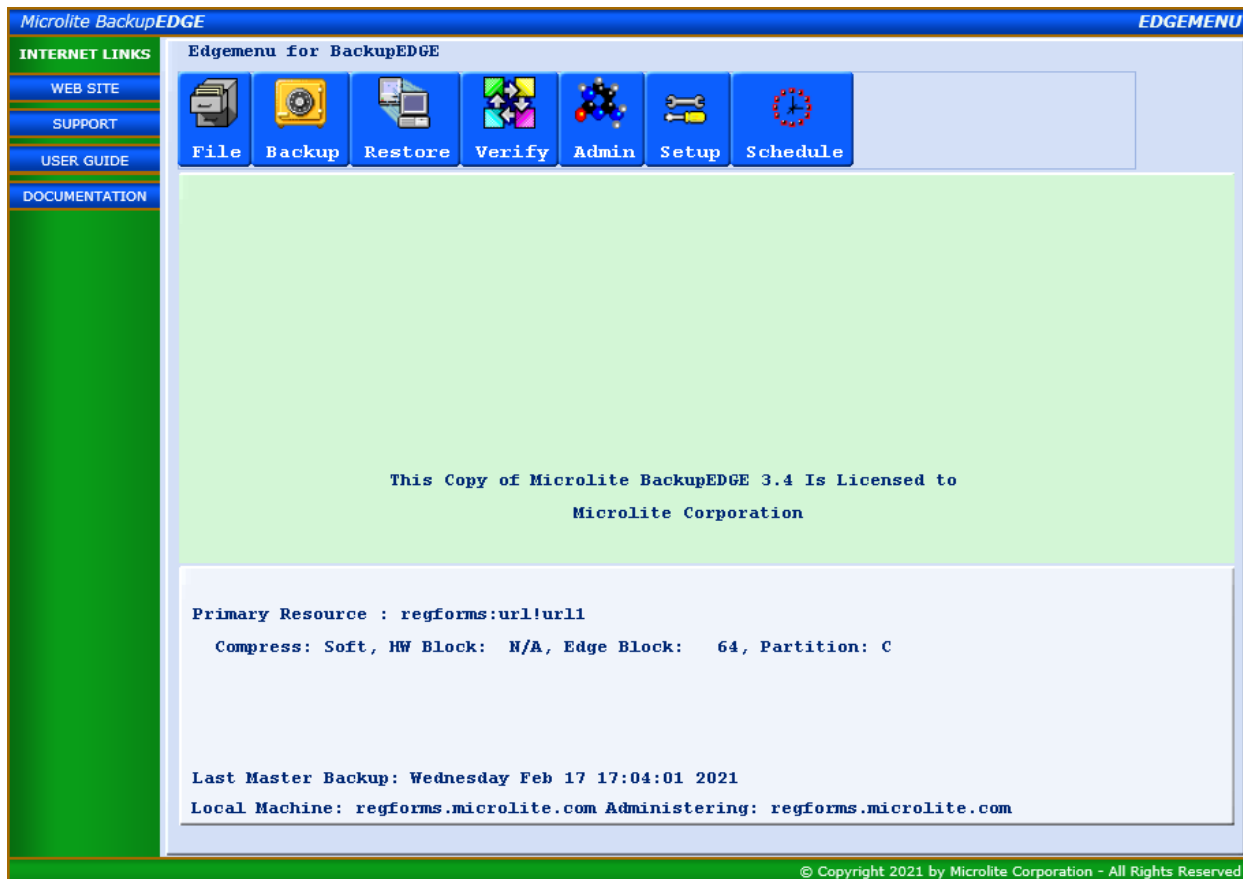 Microlite BackupEDGE
EDGEMENU
INTERNET LINKS
WEB SITE
SUPPORT
USER GUIDE
DOCUMENTATION
Edgemenu for BackupEDGE
File Backup Restore Verify Admin Setup Schedule
This Copy of Microlite BackupEDGE 3.4 Is Licensed to
Microlite Corporation
Primary Resource : regforms:url!url1
Compress: Soft, HW Block: N/A, Edge Block: 64, Partition: C
Last Master Backup: Wednesday Feb 17 17:04:01 2021
Local Machine: regforms.microlite.com Administering: regforms.microlite.com
© Copyright 2021 by Microlite Corporation - All Rights Reserved